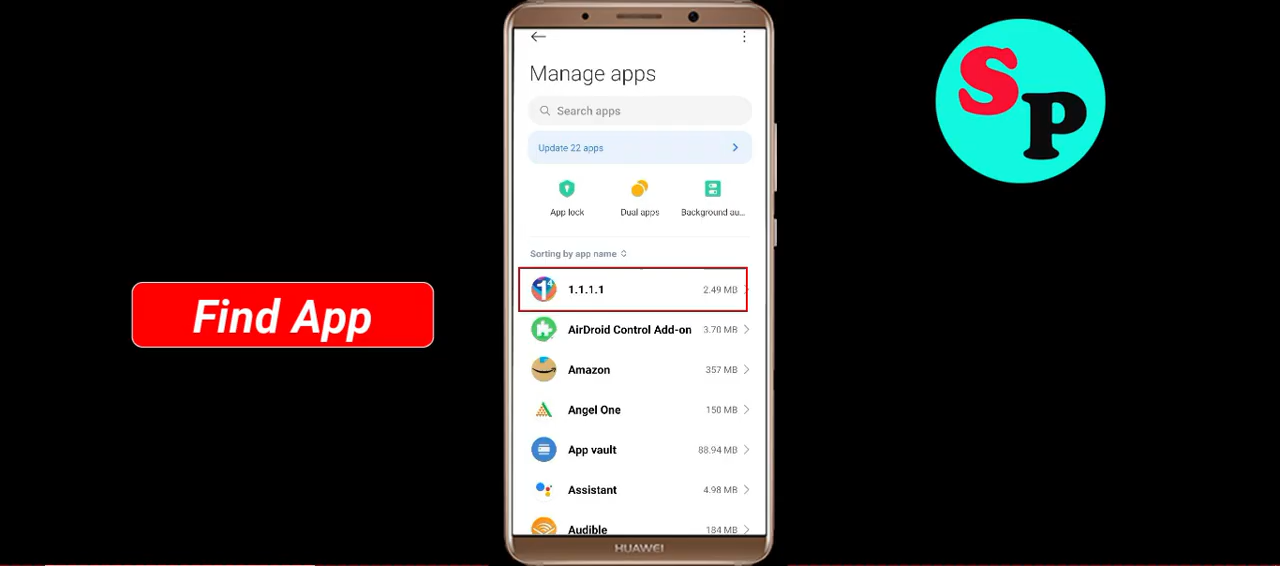 Manage apps
Search apps
Update 22 apps
App lock
Dual apps
Background au...
Sorting by app name
1.1.1.1
2.49 MB
AirDroid Control Add-on
3.70 MB
Amazon
357 MB
Angel One
150 MB
App vault
88.94 MB
Assistant
4.98 MB
Audible
184 MB
HUAWEI
Find App
SP